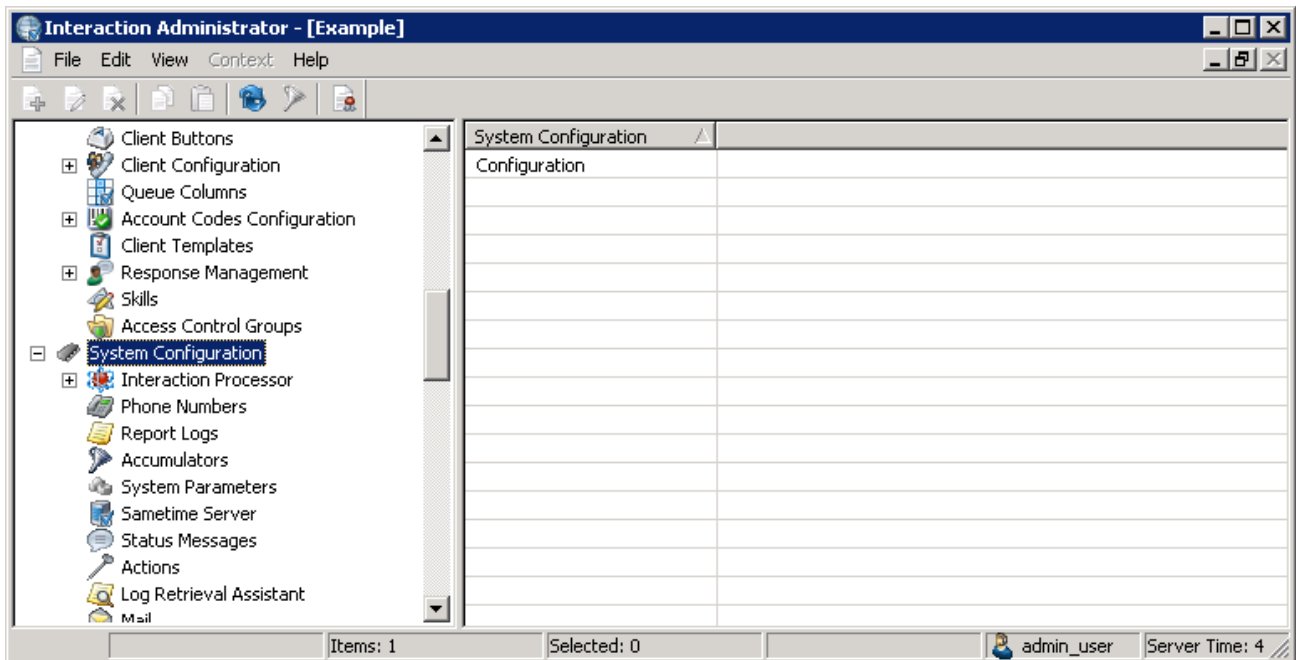 Interaction Administrator - [Example]
File Edit View Context Help
Client Buttons
Client Configuration
Queue Columns
Account Codes Configuration
Client Templates
Response Management
Skills
Access Control Groups
System Configuration
Interaction Processor
Phone Numbers
Report Logs
Accumulators
System Parameters
Sametime Server
Status Messages
Actions
Log Retrieval Assistant
Mail
System Configuration
Configuration
Items: 1 Selected: 0 admin_user Server Time: 4